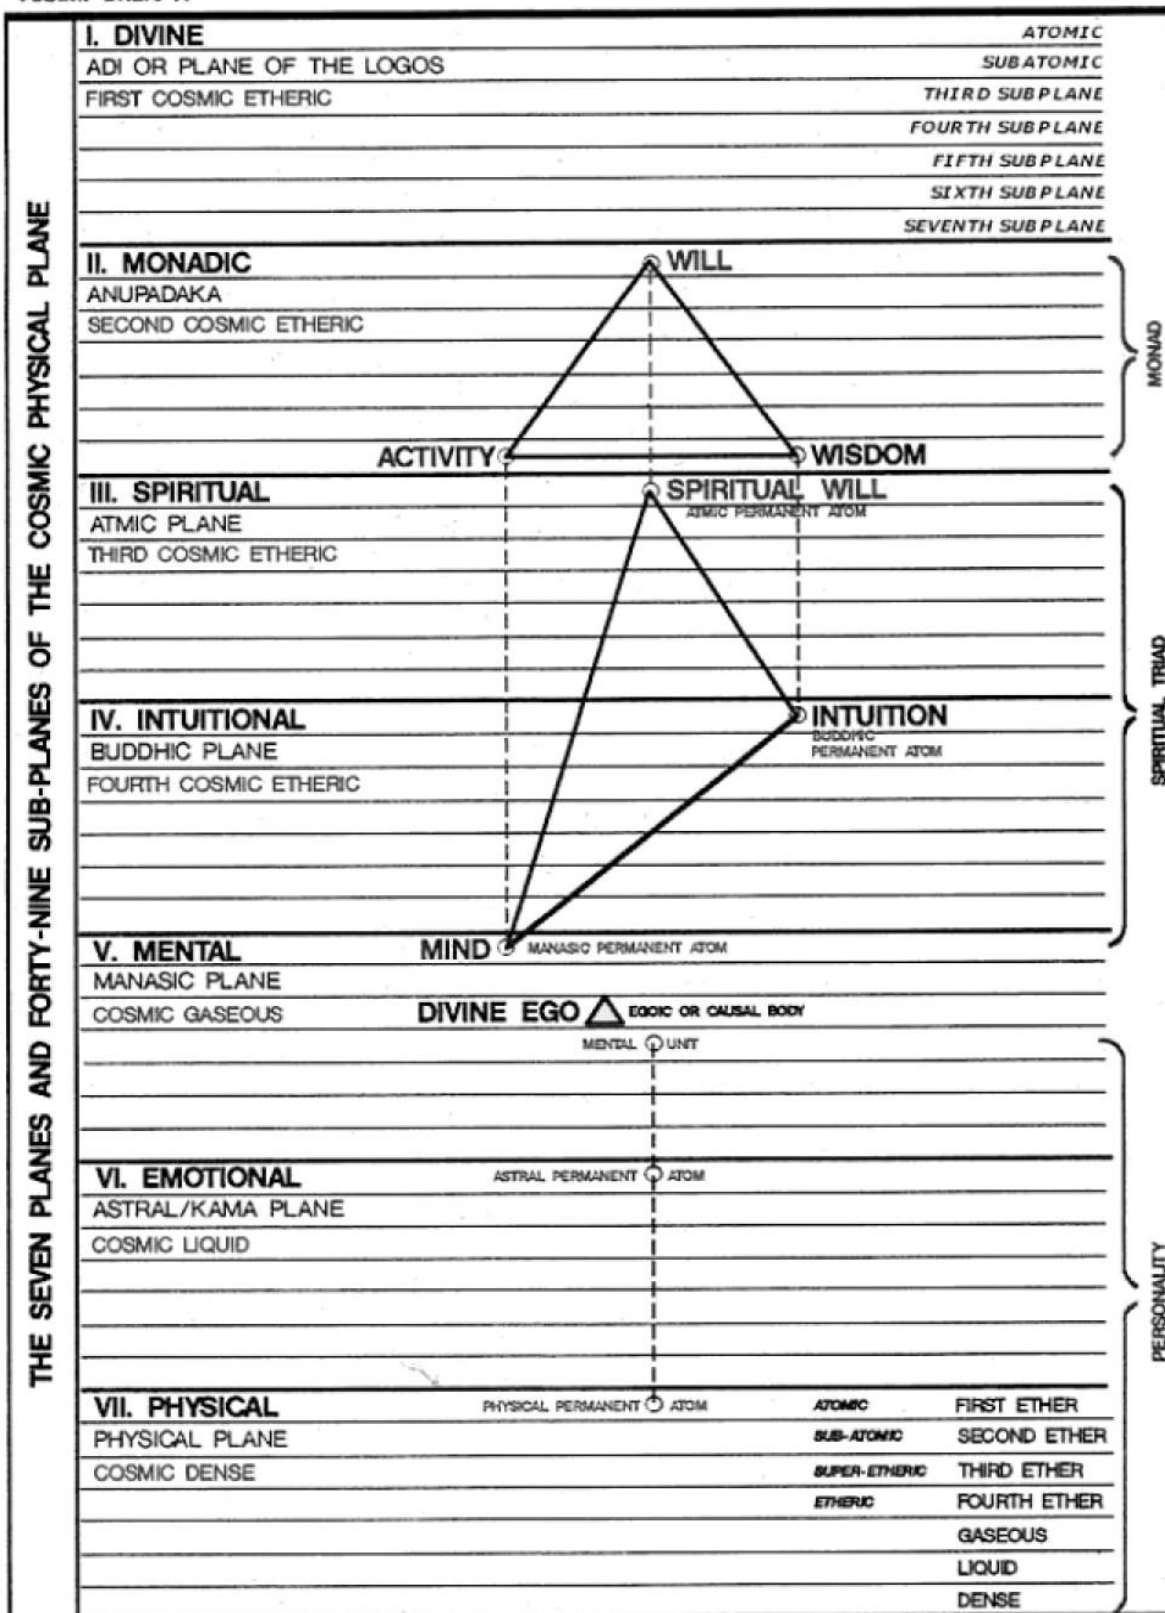 I. DIVINE
ATOMIC
ADI OR PLANE OF THE LOGOS
SUBATOMIC
FIRST COSMIC ETHERIC
THIRD SUBPLANE
FOURTH SUBPLANE
FIFTH SUBPLANE
SIXTH SUBPLANE
SEVENTH SUBPLANE
THE SEVEN PLANES AND FORTY-NINE SUB-PLANES OF THE COSMIC PHYSICAL PLANE
II. MONADIC
WILL
ANUPADAKA
SECOND COSMIC ETHERIC
MONAD
ACTIVITY
WISDOM
III. SPIRITUAL
SPIRITUAL WILL
ATMIC PERMANENT ATOM
ATMIC PLANE
THIRD COSMIC ETHERIC
SPIRITUAL TRIAD
IV. INTUITIONAL
INTUITION
BUDDHIC
PERMANENT ATOM
BUDDHIC PLANE
FOURTH COSMIC ETHERIC
V. MENTAL
MIND
MANASIC PERMANENT ATOM
MANASIC PLANE
COSMIC GASEOUS
DIVINE EGO
EGOIC OR CAUSAL BODY
MENTAL UNIT
VI. EMOTIONAL
ASTRAL PERMANENT ATOM
ASTRAL/KAMA PLANE
COSMIC LIQUID
PERSONALITY
VII. PHYSICAL
PHYSICAL PERMANENT ATOM
ATOMIC
FIRST ETHER
PHYSICAL PLANE
SUB-ATOMIC
SECOND ETHER
COSMIC DENSE
SUPER-ETHERIC
THIRD ETHER
ETHERIC
FOURTH ETHER
GASEOUS
LIQUID
DENSE